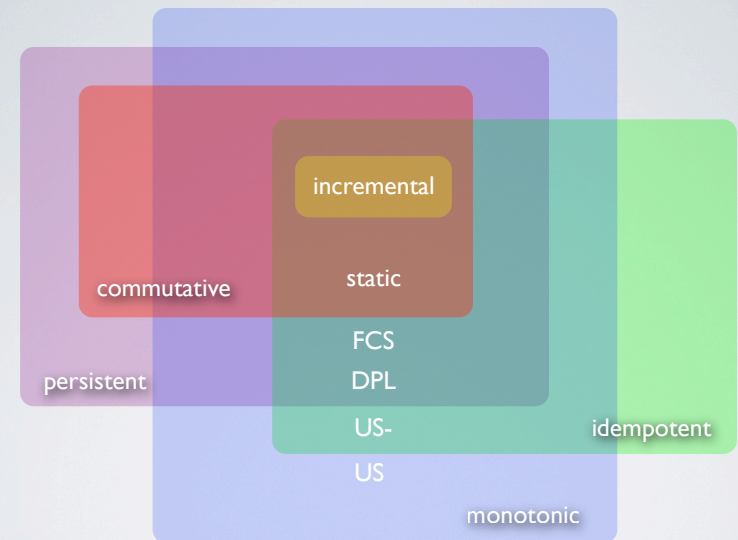 incremental
static
commutative
FCS
DPL
persistent
US-
idempotent
US
monotonic